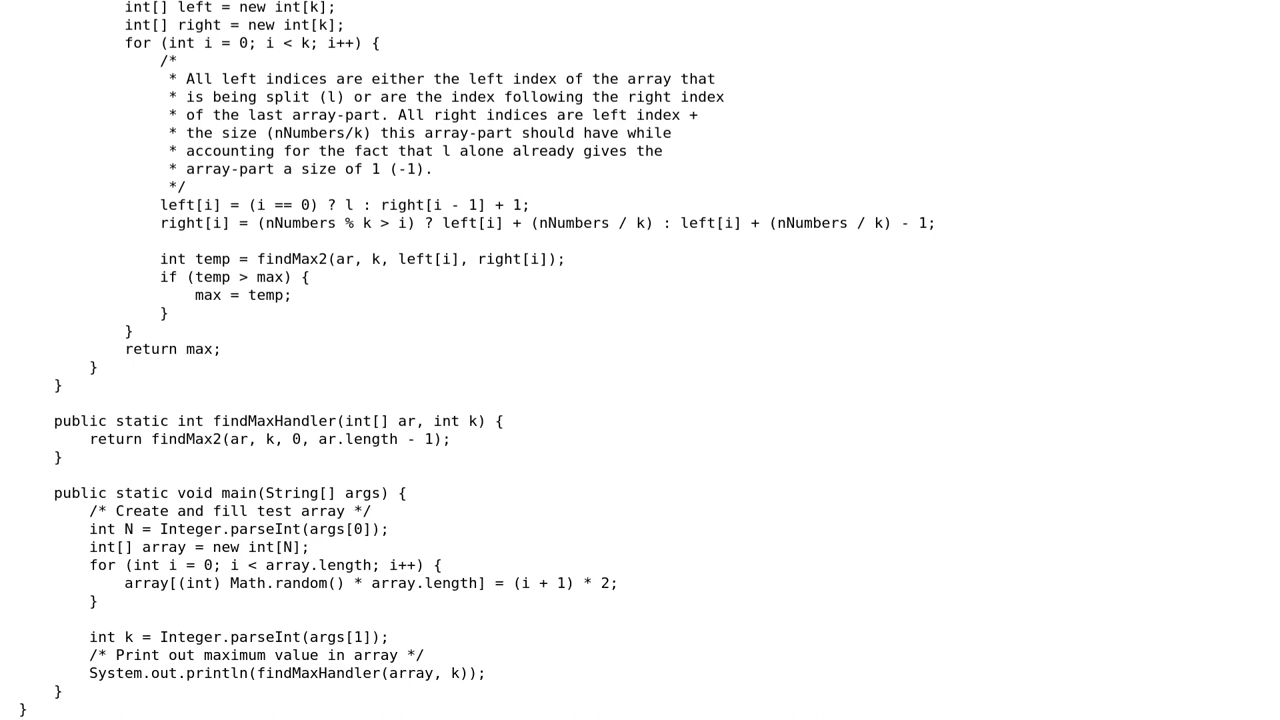 int[] left = new int[k];
int[] right = new int[k];
for (int i = 0; i < k; i++) {
/*
* All left indices are either the left index of the array that
* is being split (l) or are the index following the right index
* of the last array-part. All right indices are left index +
* the size (nNumbers/k) this array-part should have while
* accounting for the fact that l alone already gives the
* array-part a size of 1 (-1).
*/
left[i] = (i == 0) ? l : right[i - 1] + 1;
right[i] = (nNumbers % k > i) ? left[i] + (nNumbers / k) : left[i] + (nNumbers / k) - 1;
int temp = findMax2(ar, k, left[i], right[i]);
if (temp > max) {
max = temp;
}
}
return max;
}
}
public static int findMaxHandler(int[] ar, int k) {
return findMax2(ar, k, 0, ar.length - 1);
}
public static void main(String[] args) {
/* Create and fill test array */
int N = Integer.parseInt(args[0]);
int[] array = new int[N];
for (int i = 0; i < array.length; i++) {
array[(int) Math.random() * array.length] = (i + 1) * 2;
}
int k = Integer.parseInt(args[1]);
/* Print out maximum value in array */
System.out.println(findMaxHandler(array, k));
}
}